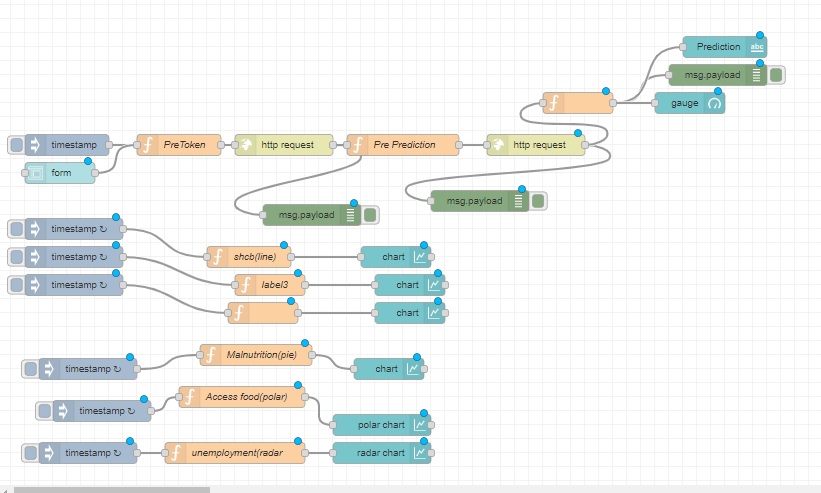 Prediction abc
msg.payload
gauge
timestamp PreToken http request Pre Prediction http request
form
msg.payload
msg.payload
timestamp ↻
timestamp ↻ shcb(line) chart
timestamp ↻ label3 chart
chart
Malnutrition(pie)
timestamp ↻ chart
Access food(polar)
timestamp ↻
polar chart
timestamp ↻ unemployment(radar radar chart